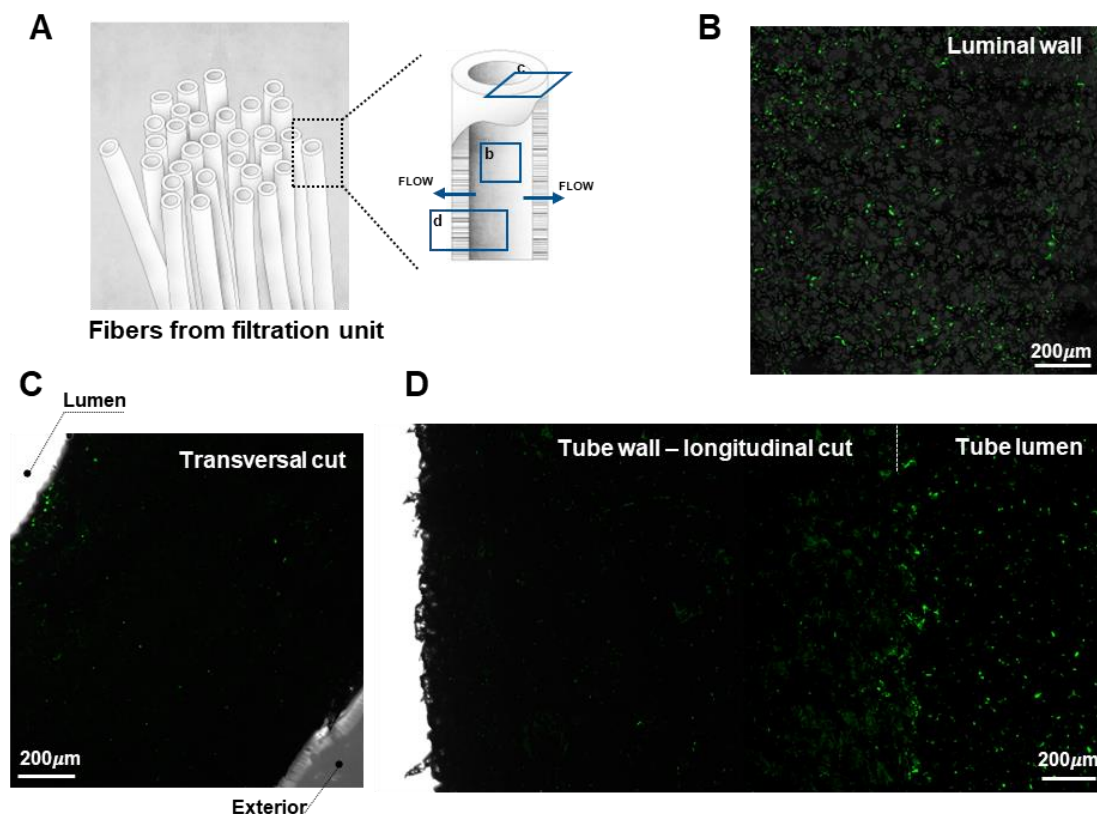 A
c
b
FLOW
FLOW
d
Fibers from filtration unit
B
Luminal wall
200µm
C
Lumen
Transversal cut
200µm
Exterior
D
Tube wall – longitudinal cut
Tube lumen
200µm